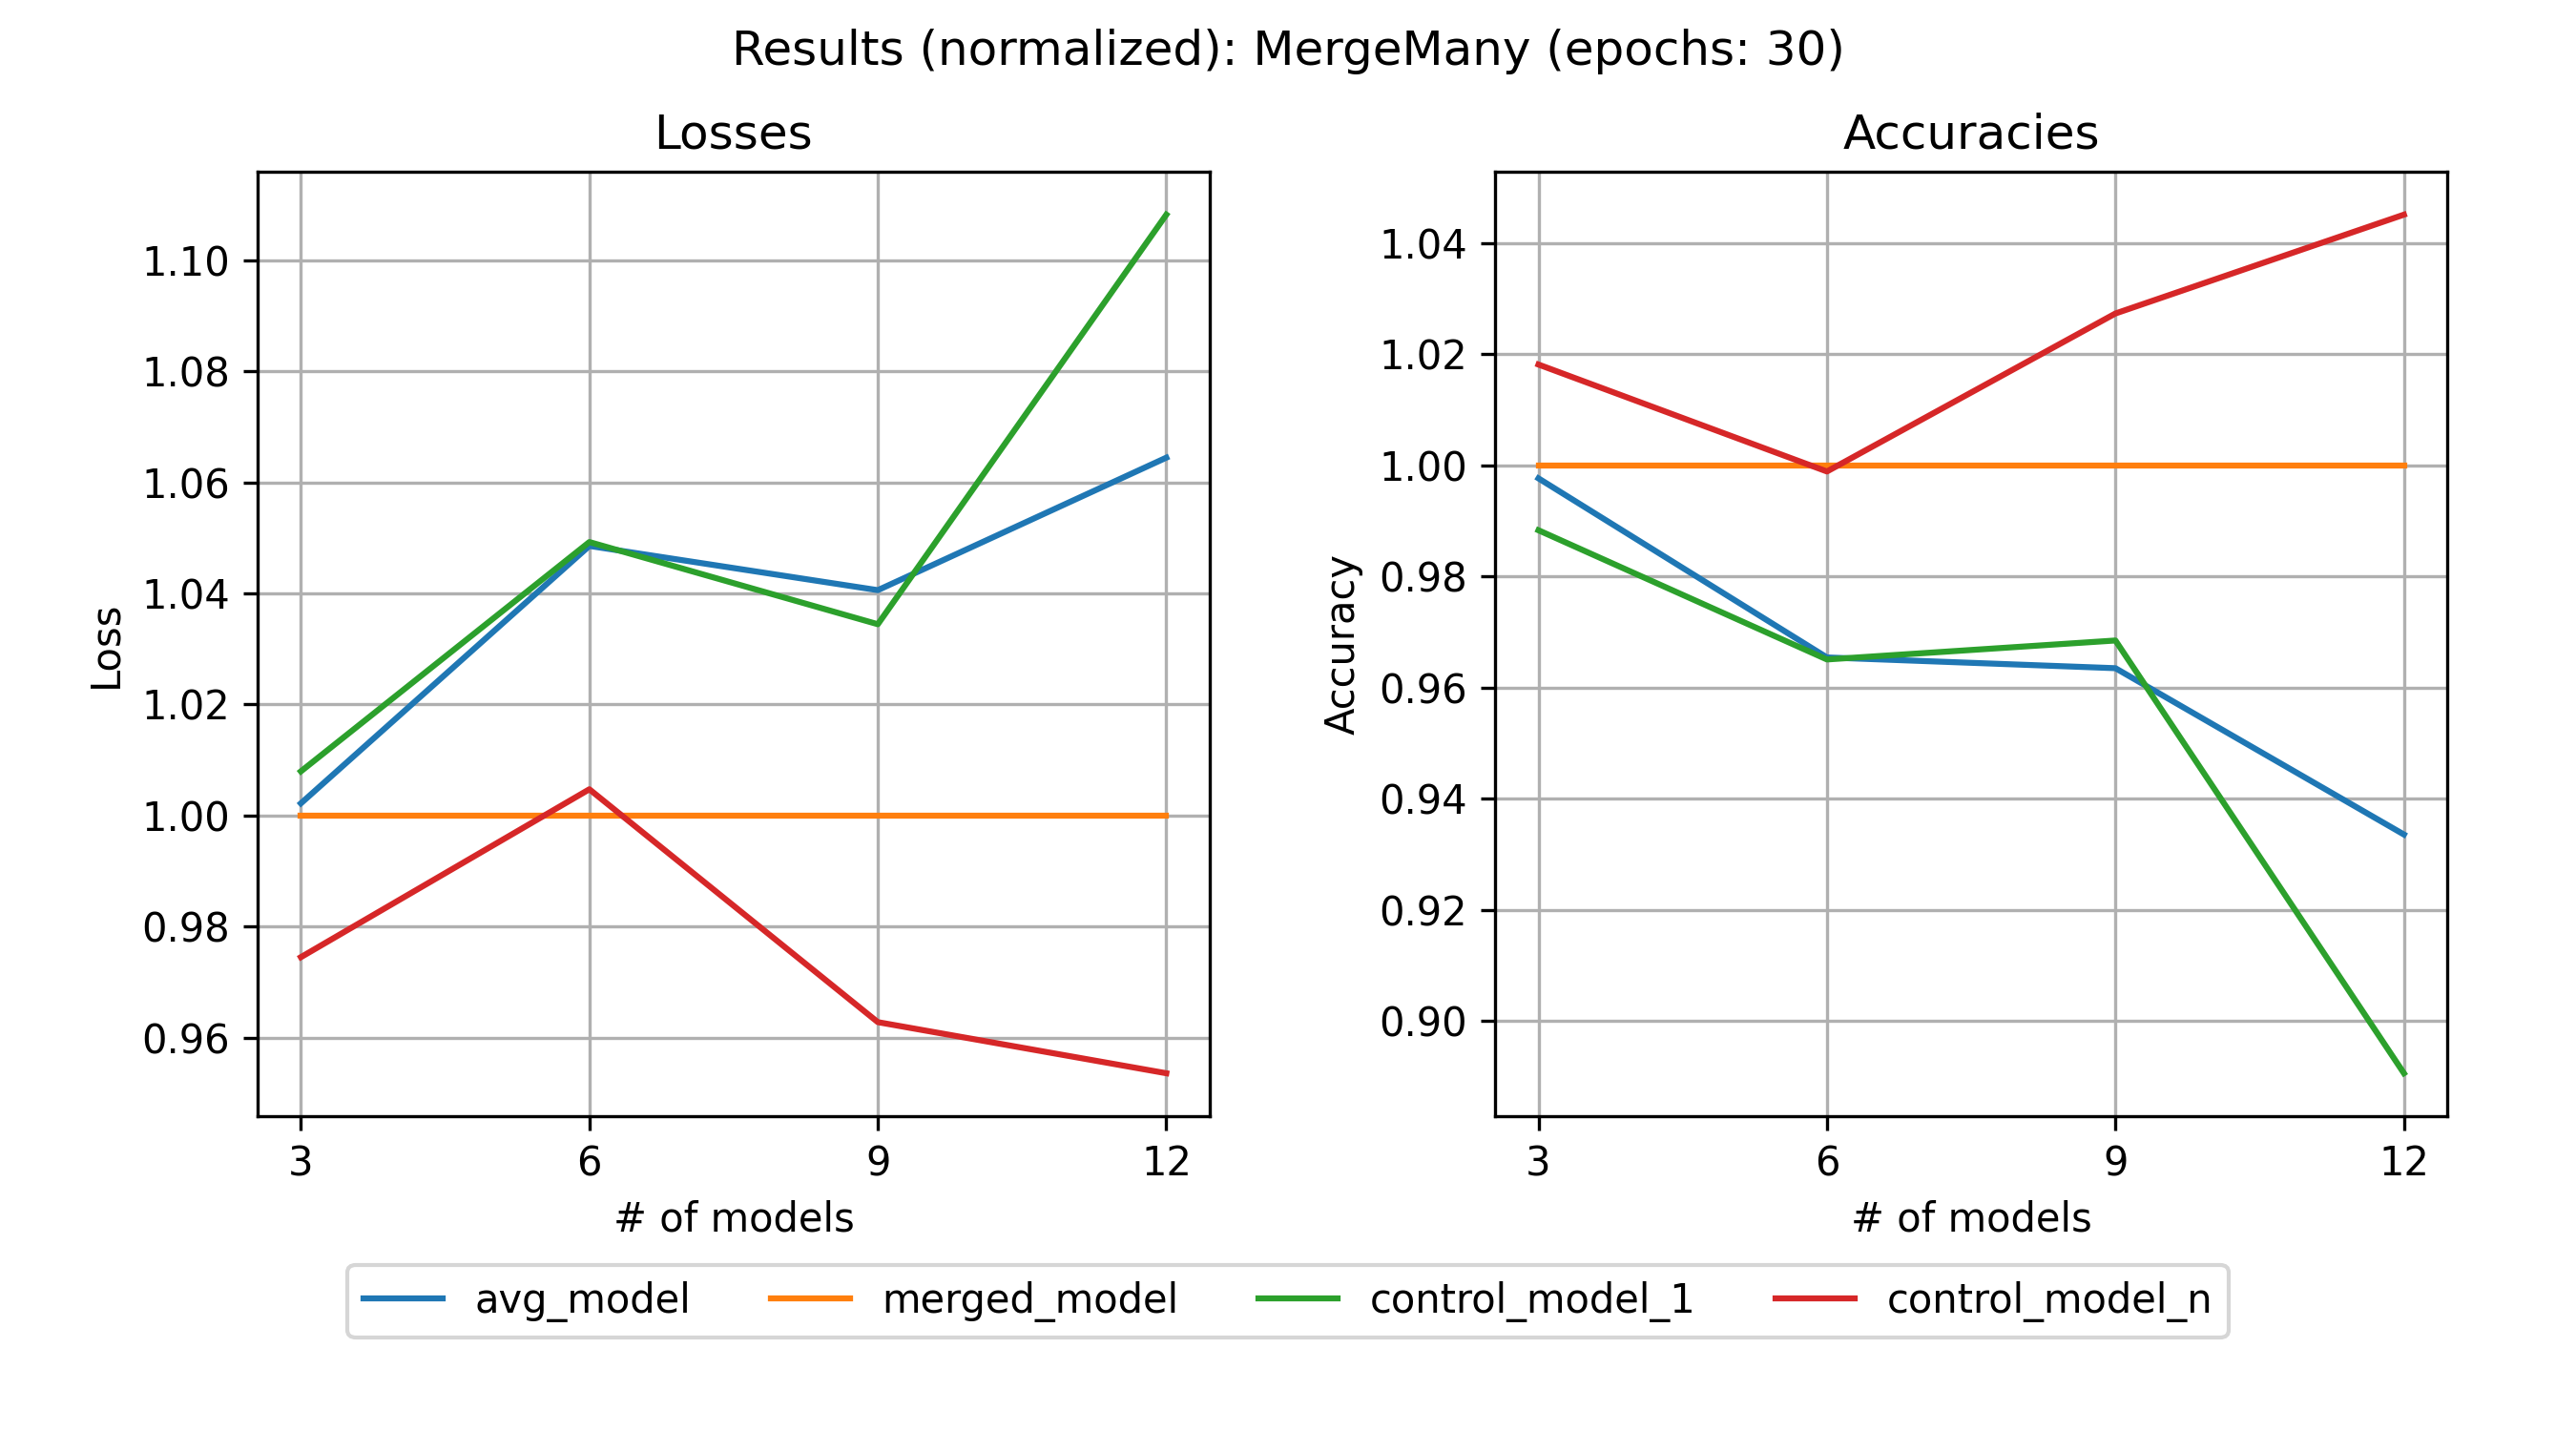 Results (normalized): MergeMany (epochs: 30)
Losses
1.10
1.08
1.06
1.04
1.02
1.00
0.98
0.96
Loss
3 6 9 12
# of models
Accuracies
1.04
1.02
1.00
0.98
0.96
0.94
0.92
0.90
Accuracy
3 6 9 12
# of models
avg_model merged_model control_model_1 control_model_n